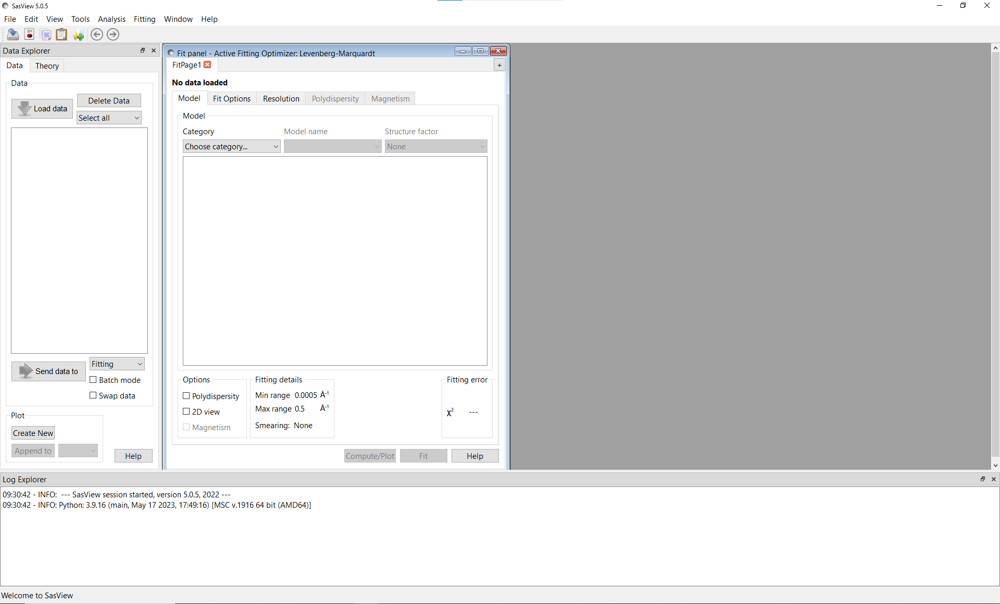 SasView 5.0.5
File Edit View Tools Analysis Fitting Window Help
Data Explorer
Data Theory
Data
Load data
Delete Data
Select all
Send data to
Fitting
Batch mode
Swap data
Plot
Create New
Append to
Help
Fit panel - Active Fitting Optimizer: Levenberg-Marquardt
FitPage1
+
No data loaded
Model Fit Options Resolution Polydispersity Magnetism
Model
Category Model name Structure factor
Choose category... None
Options
Polydispersity
2D view
Magnetism
Fitting details
Min range 0.0005 Å⁻¹
Max range 0.5 Å⁻¹
Smearing: None
Fitting error
χ² ---
Compute/Plot Fit Help
Log Explorer
09:30:42 - INFO: --- SasView session started, version 5.0.5, 2022 ---
09:30:42 - INFO: Python: 3.9.16 (main, May 17 2023, 17:49:16) [MSC v.1916 64 bit (AMD64)]
Welcome to SasView